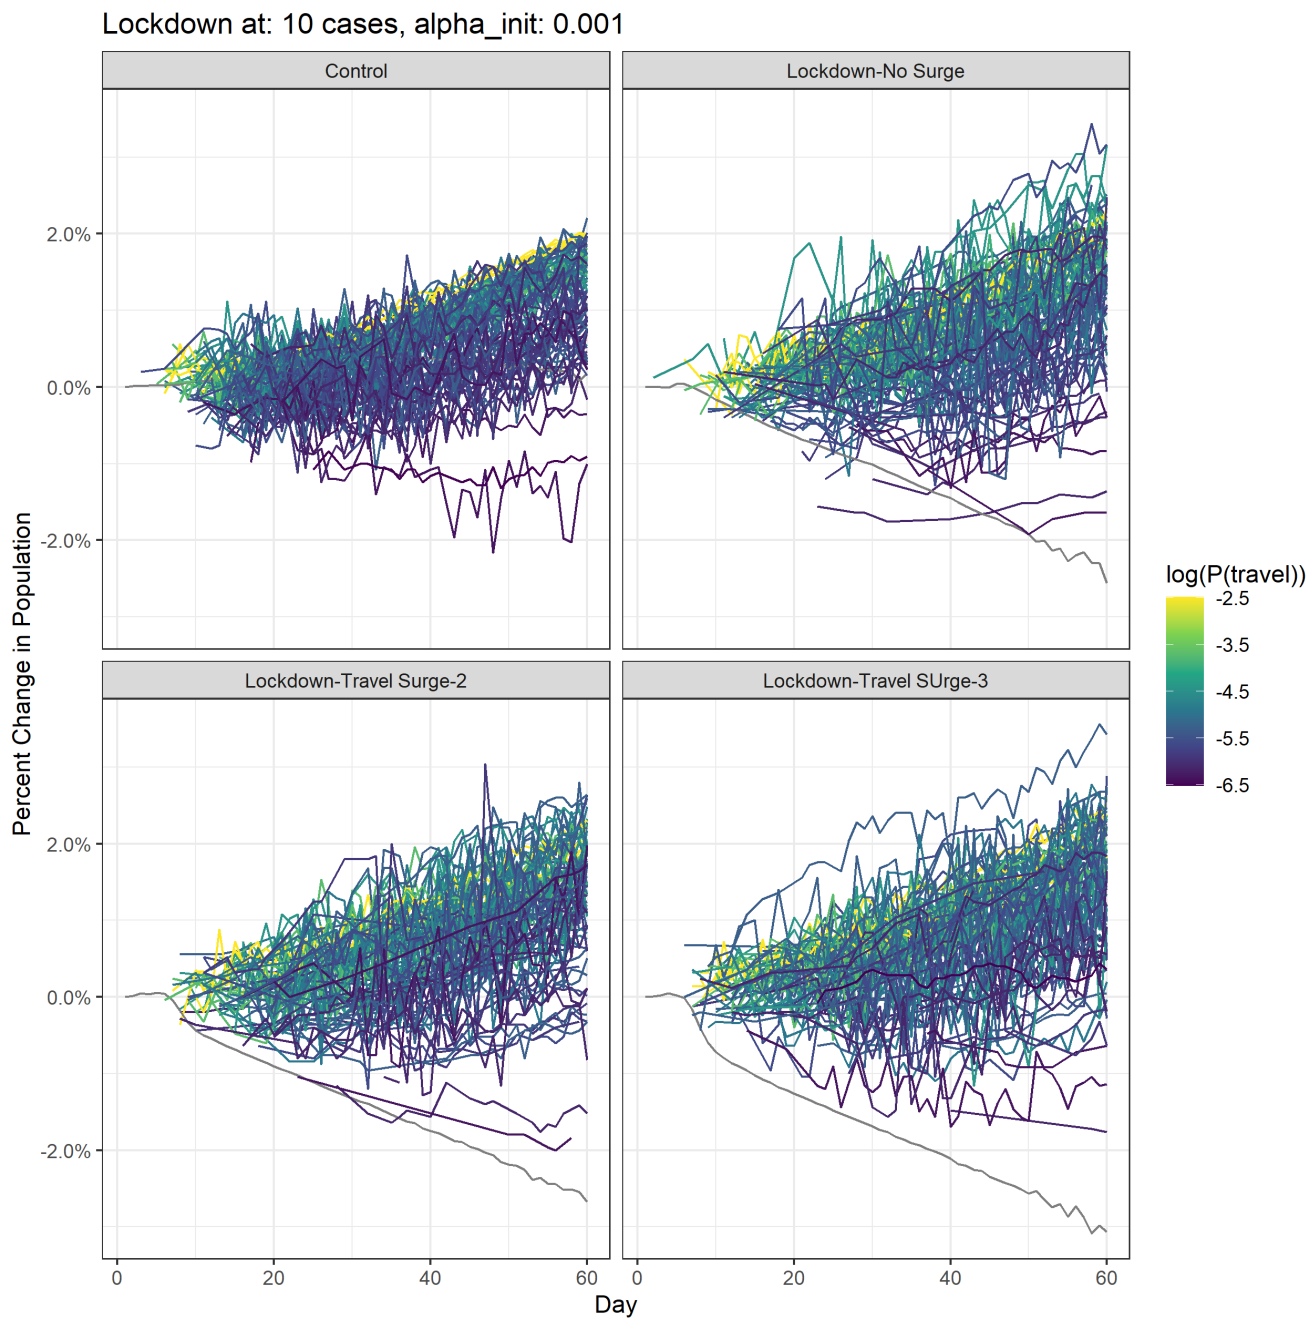 Lockdown at: 10 cases, alpha_init: 0.001
Control
Lockdown-No Surge
2.0%
0.0%
-2.0%
Lockdown-Travel Surge-2
Lockdown-Travel SUrge-3
2.0%
0.0%
-2.0%
0
20
40
60
0
20
40
60
Day
Percent Change in Population
log(P(travel))
-2.5
-3.5
-4.5
-5.5
-6.5